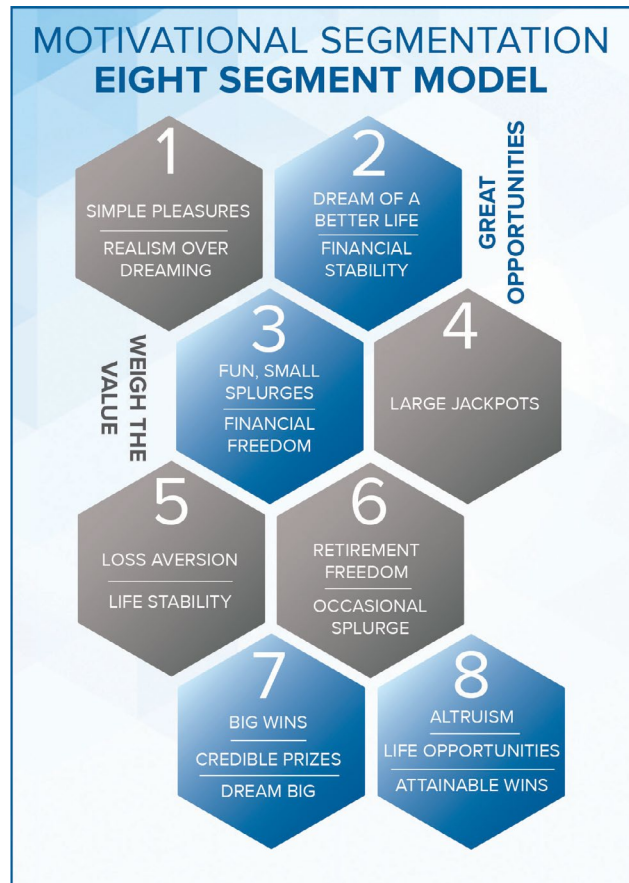 MOTIVATIONAL SEGMENTATION
EIGHT SEGMENT MODEL
1
SIMPLE PLEASURES
REALISM OVER
DREAMING
2
DREAM OF A
BETTER LIFE
FINANCIAL
STABILITY
GREAT
OPPORTUNITIES
WEIGH THE
VALUE
3
FUN, SMALL
SPLURGES
FINANCIAL
FREEDOM
4
LARGE JACKPOTS
5
LOSS AVERSION
LIFE STABILITY
6
RETIREMENT
FREEDOM
OCCASIONAL
SPLURGE
7
BIG WINS
CREDIBLE PRIZES
DREAM BIG
8
ALTRUISM
LIFE OPPORTUNITIES
ATTAINABLE WINS